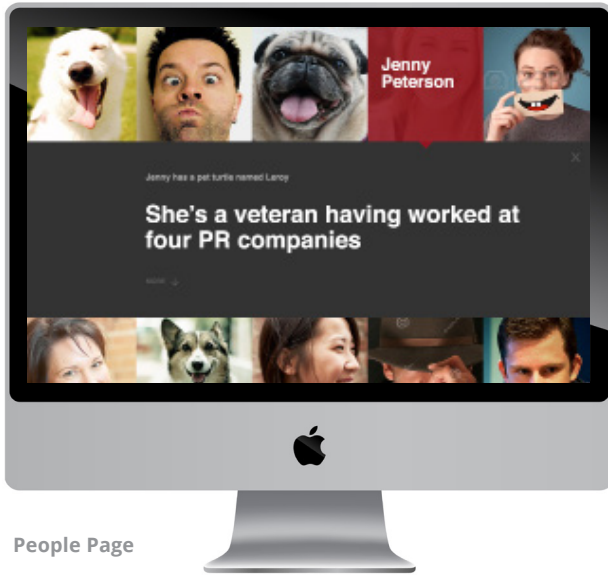 Jenny
Peterson
Jenny has a pet turtle named Leroy
She's a veteran having worked at
four PR companies
People Page